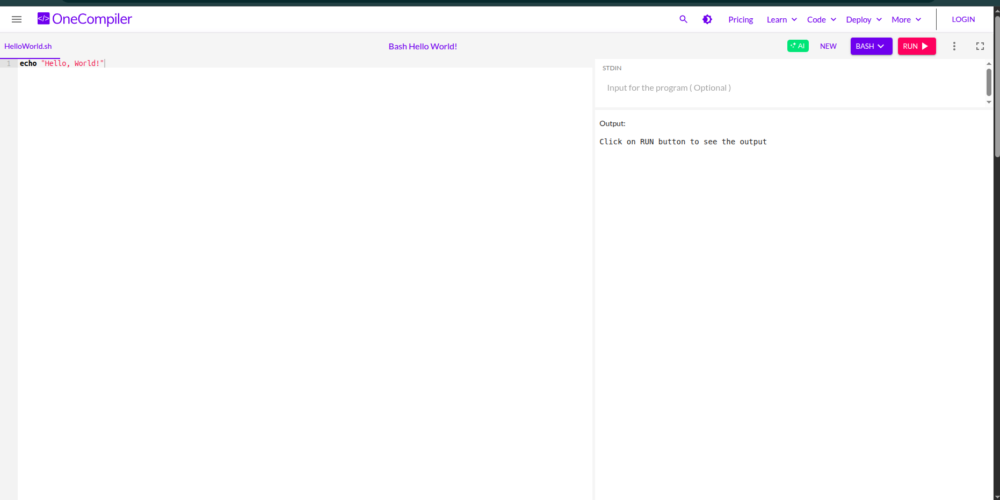 </> OneCompiler Pricing Learn Code Deploy More LOGIN
HelloWorld.sh Bash Hello World! AI NEW BASH RUN
1 echo "Hello, World!"
STDIN
Input for the program ( Optional )
Output:
Click on RUN button to see the output